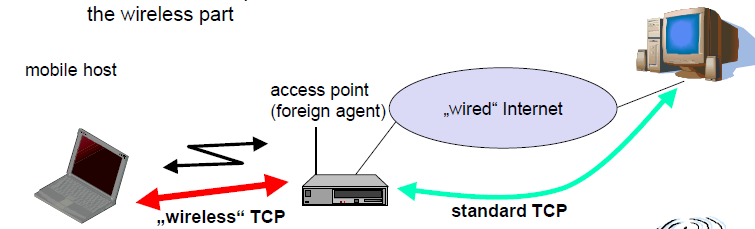 the wireless part
mobile host
access point
(foreign agent)
„wired“ Internet
„wireless“ TCP
standard TCP